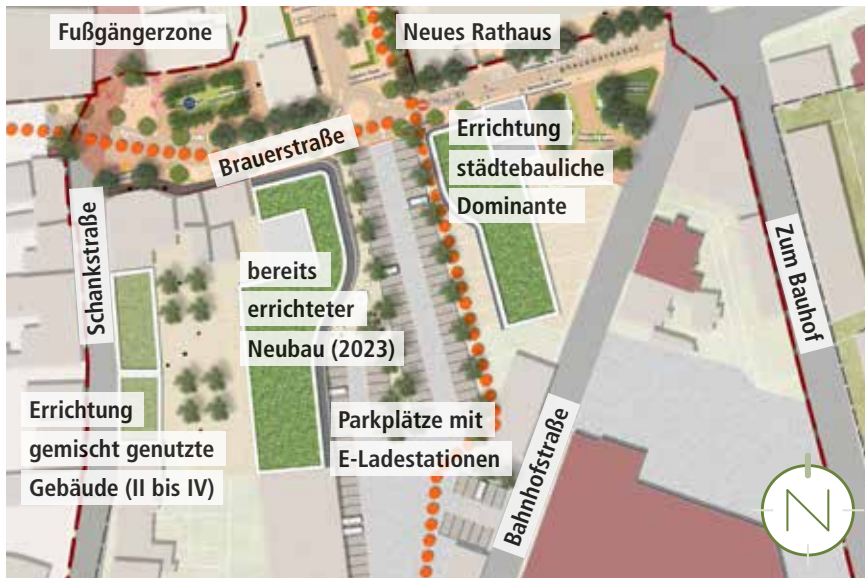 Fußgängerzone
Neues Rathaus
BRAUERSTRASSE
Brauerstraße
Errichtung
städtebauliche
Dominante
Schankstraße
Zum Bauhof
bereits
errichteter
Neubau (2023)
Errichtung
gemischt genutzte
Gebäude (II bis IV)
Parkplätze mit
E-Ladestationen
Bahnhofstraße
N